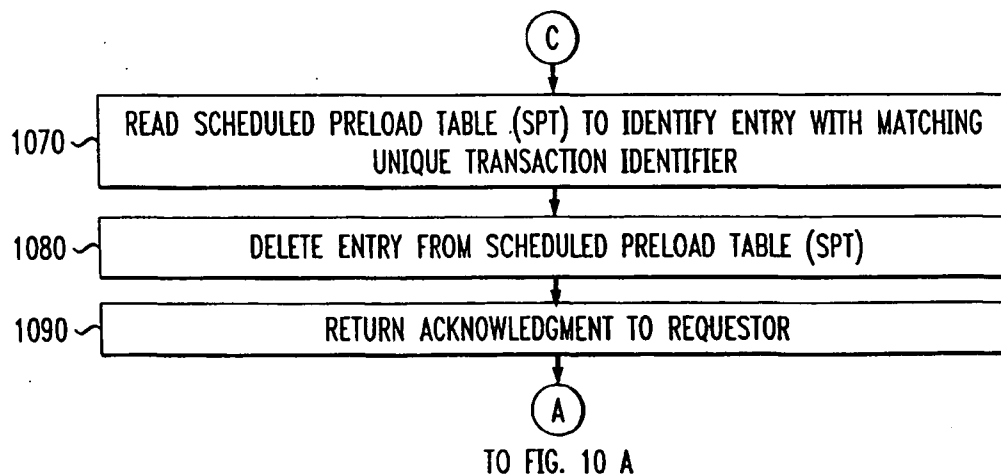 C
1070
READ SCHEDULED PRELOAD TABLE (SPT) TO IDENTIFY ENTRY WITH MATCHING
UNIQUE TRANSACTION IDENTIFIER
1080
DELETE ENTRY FROM SCHEDULED PRELOAD TABLE (SPT)
1090
RETURN ACKNOWLEDGMENT TO REQUESTOR
A
TO FIG. 10 A